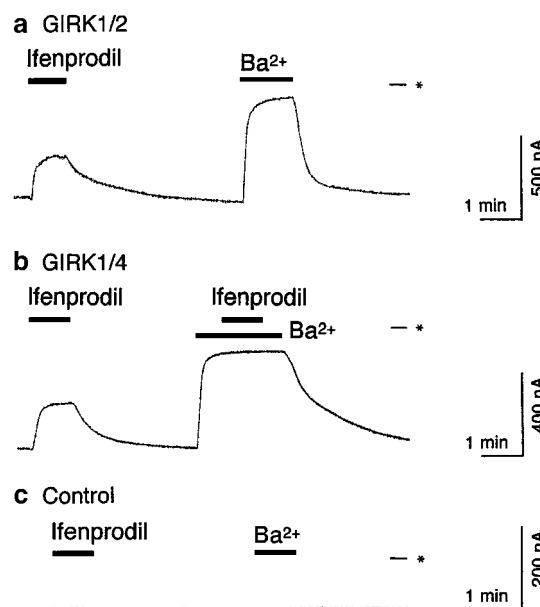 a GIRK1/2
Ifenprodil
Ba²⁺
*
1 min
500 nA
b GIRK1/4
Ifenprodil
Ifenprodil
Ba²⁺
*
1 min
400 nA
c Control
Ifenprodil
Ba²⁺
*
1 min
200 nA